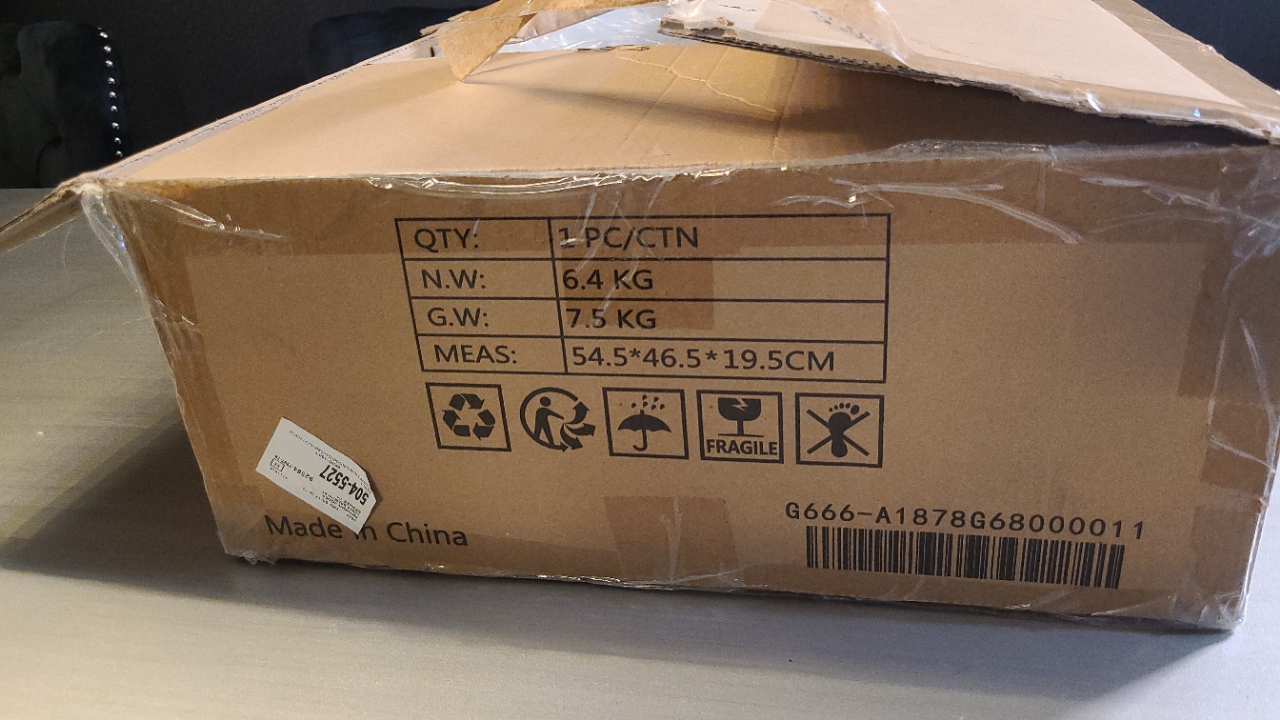 QTY: 1 PC/CTN
N.W: 6.4 KG
G.W: 7.5 KG
MEAS: 54.5*46.5*19.5CM
FRAGILE
504-5527
Made in China
G666-A1878G68000011